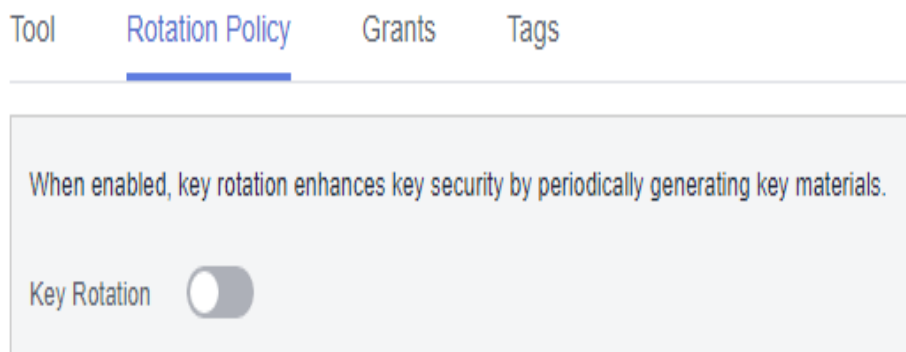 Tool Rotation Policy Grants Tags
When enabled, key rotation enhances key security by periodically generating key materials.
Key Rotation